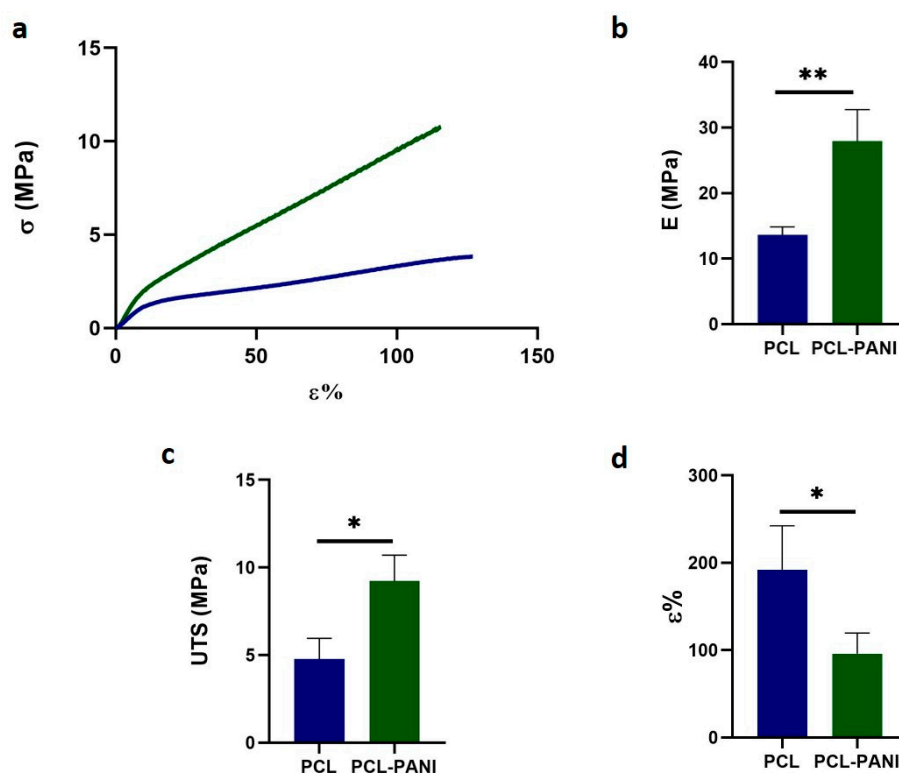 a
15
10
5
0
σ (MPa)
0 50 100 150
ε%
b
40
30
20
10
0
E (MPa)
**
PCL PCL-PANI
c
15
10
5
0
UTS (MPa)
*
PCL PCL-PANI
d
300
200
100
0
ε%
*
PCL PCL-PANI